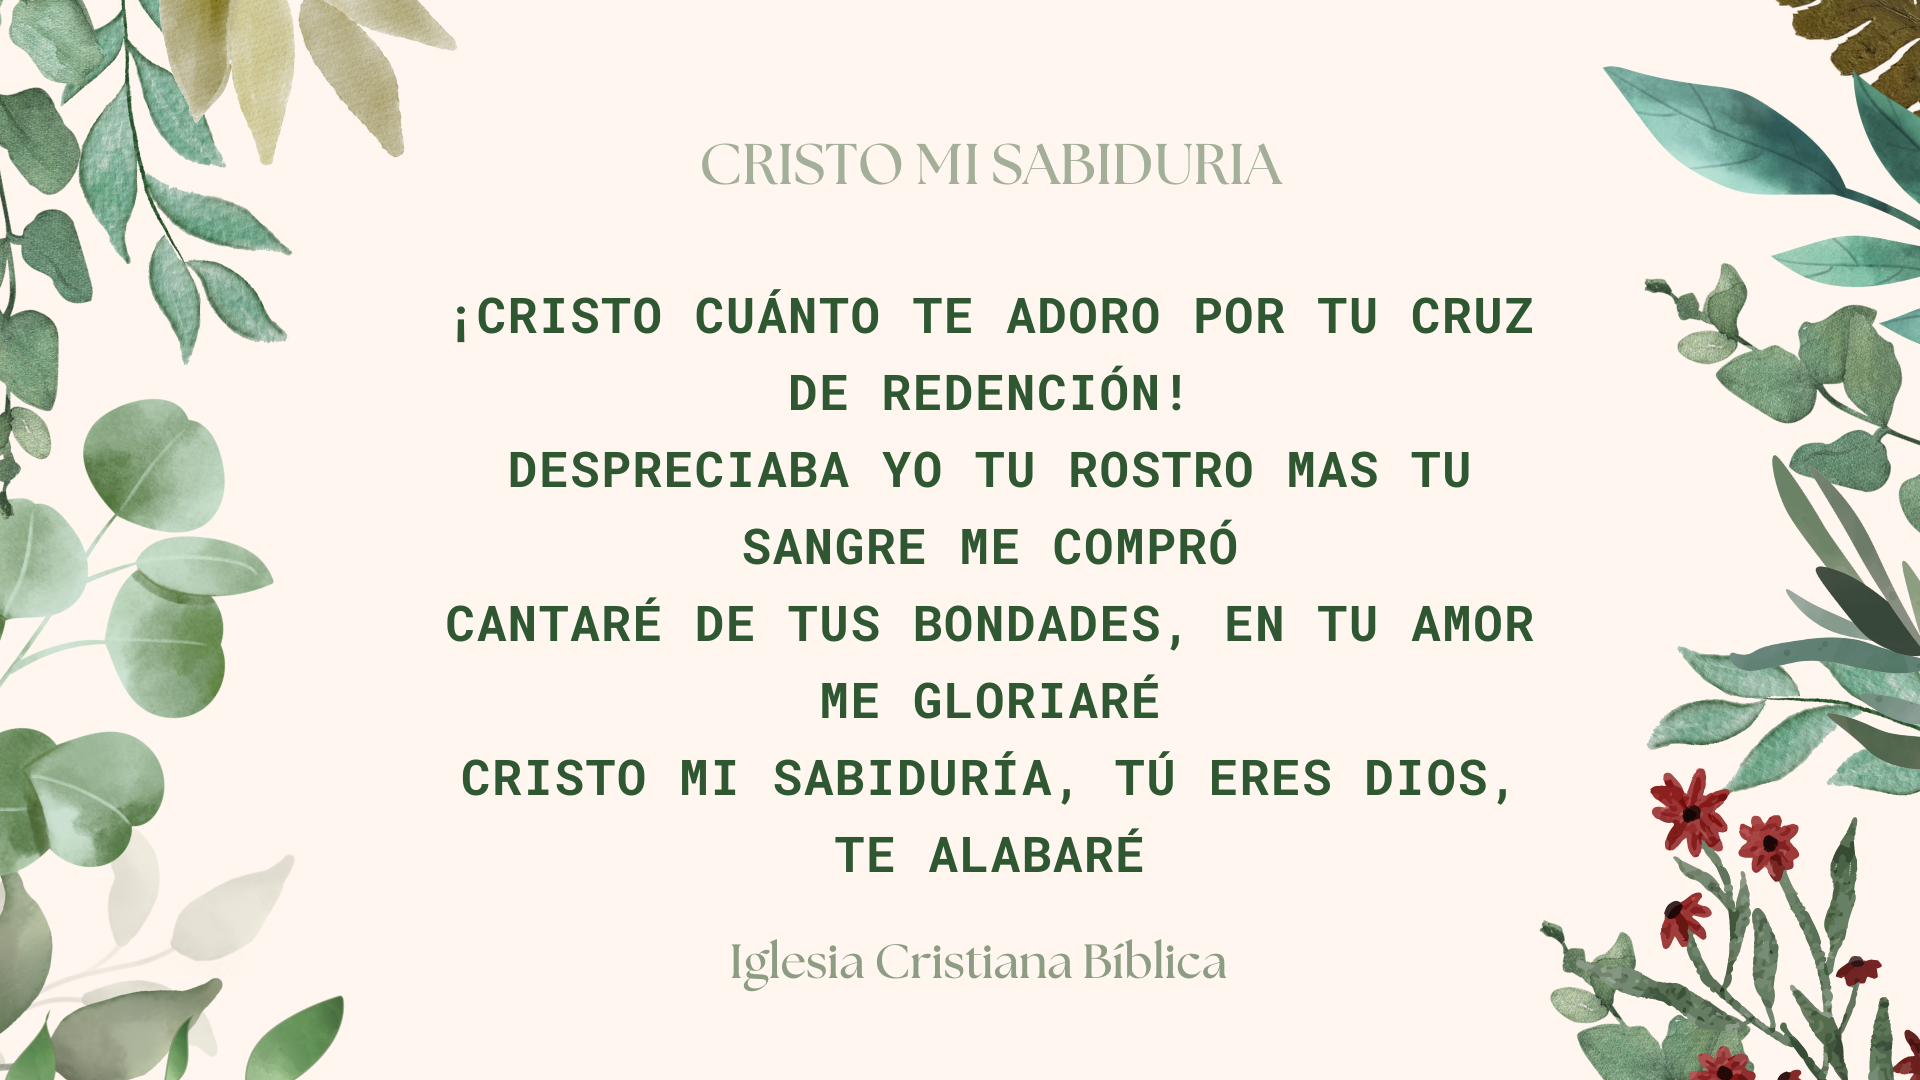 CRISTO MI SABIDURIA
¡CRISTO CUÁNTO TE ADORO POR TU CRUZ
DE REDENCIÓN!
DESPRECIABA YO TU ROSTRO MAS TU
SANGRE ME COMPRÓ
CANTARÉ DE TUS BONDADES, EN TU AMOR
ME GLORIARÉ
CRISTO MI SABIDURÍA, TÚ ERES DIOS,
TE ALABARÉ
Iglesia Cristiana Bíblica